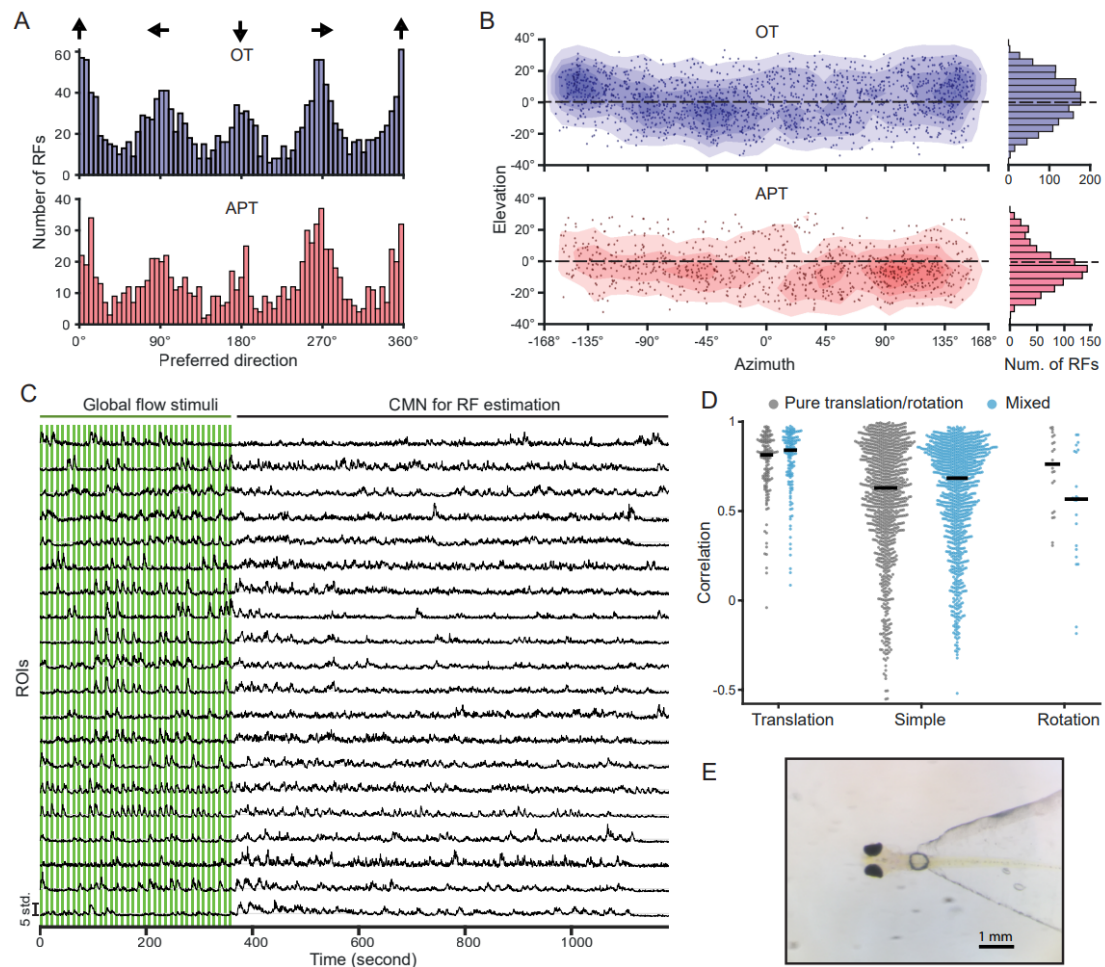 A
OT
60
40
20
0
Number of RFs
APT
40
30
20
10
0
0° 90° 180° 270° 360°
Preferred direction
B
OT
40°
20°
0
-20°
-40°
0 100 200
Elevation
APT
40°
20°
0
-20°
-40°
-168° -135° -90° -45° 0° 45° 90° 135° 168°
Azimuth
0 50 100 150
Num. of RFs
C
Global flow stimuli CMN for RF estimation
ROIs
5 std.
0 200 400 600 800 1000
Time (second)
D
Pure translation/rotation Mixed
1
0.5
0
-0.5
Correlation
Translation Simple Rotation
E
1 mm